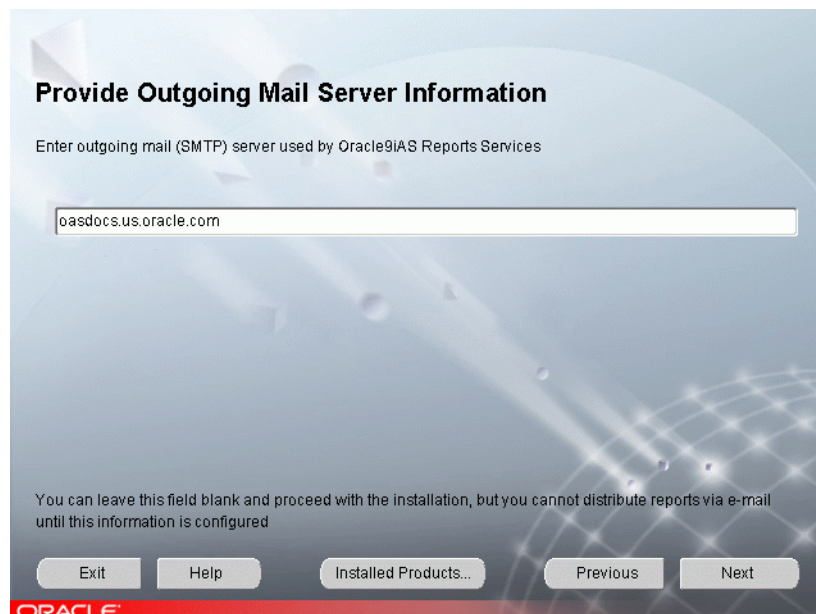 Provide Outgoing Mail Server Information
Enter outgoing mail (SMTP) server used by Oracle9iAS Reports Services
oasdocs.us.oracle.com
You can leave this field blank and proceed with the installation, but you cannot distribute reports via e-mail
until this information is configured
Exit Help Installed Products... Previous Next
ORACLE